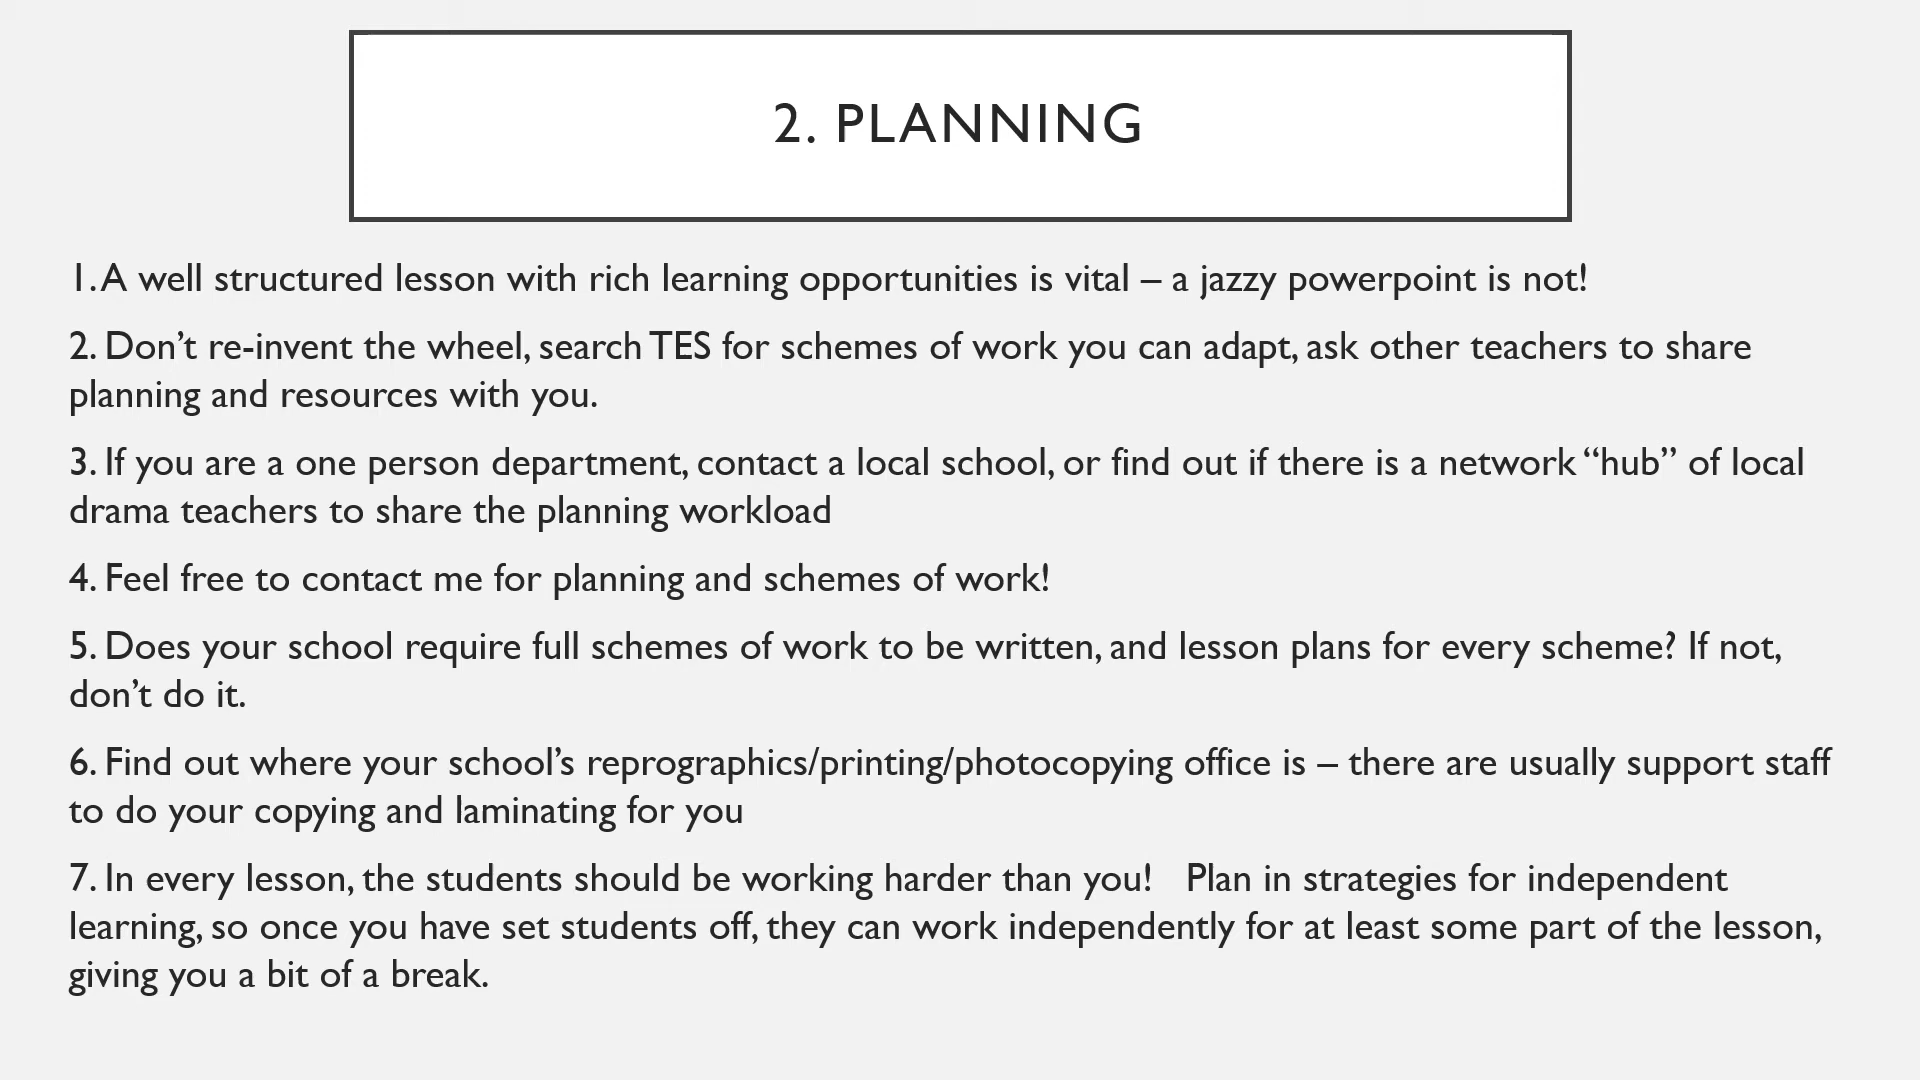 2. PLANNING
1. A well structured lesson with rich learning opportunities is vital – a jazzy powerpoint is not!
2. Don’t re-invent the wheel, search TES for schemes of work you can adapt, ask other teachers to share
planning and resources with you.
3. If you are a one person department, contact a local school, or find out if there is a network “hub” of local
drama teachers to share the planning workload
4. Feel free to contact me for planning and schemes of work!
5. Does your school require full schemes of work to be written, and lesson plans for every scheme? If not,
don’t do it.
6. Find out where your school’s reprographics/printing/photocopying office is – there are usually support staff
to do your copying and laminating for you
7. In every lesson, the students should be working harder than you!   Plan in strategies for independent
learning, so once you have set students off, they can work independently for at least some part of the lesson,
giving you a bit of a break.